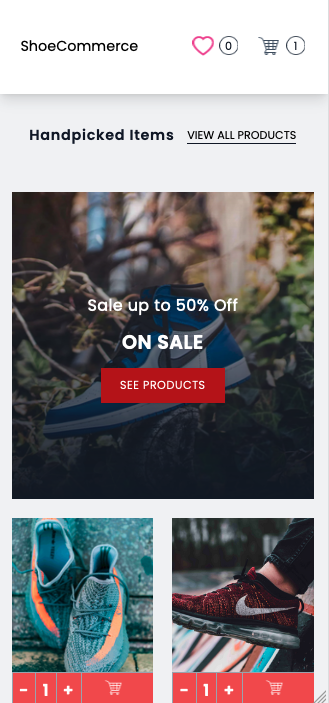 ShoeCommerce
0
1
Handpicked Items
VIEW ALL PRODUCTS
Sale up to 50% Off
ON SALE
SEE PRODUCTS
- 1 +
- 1 +